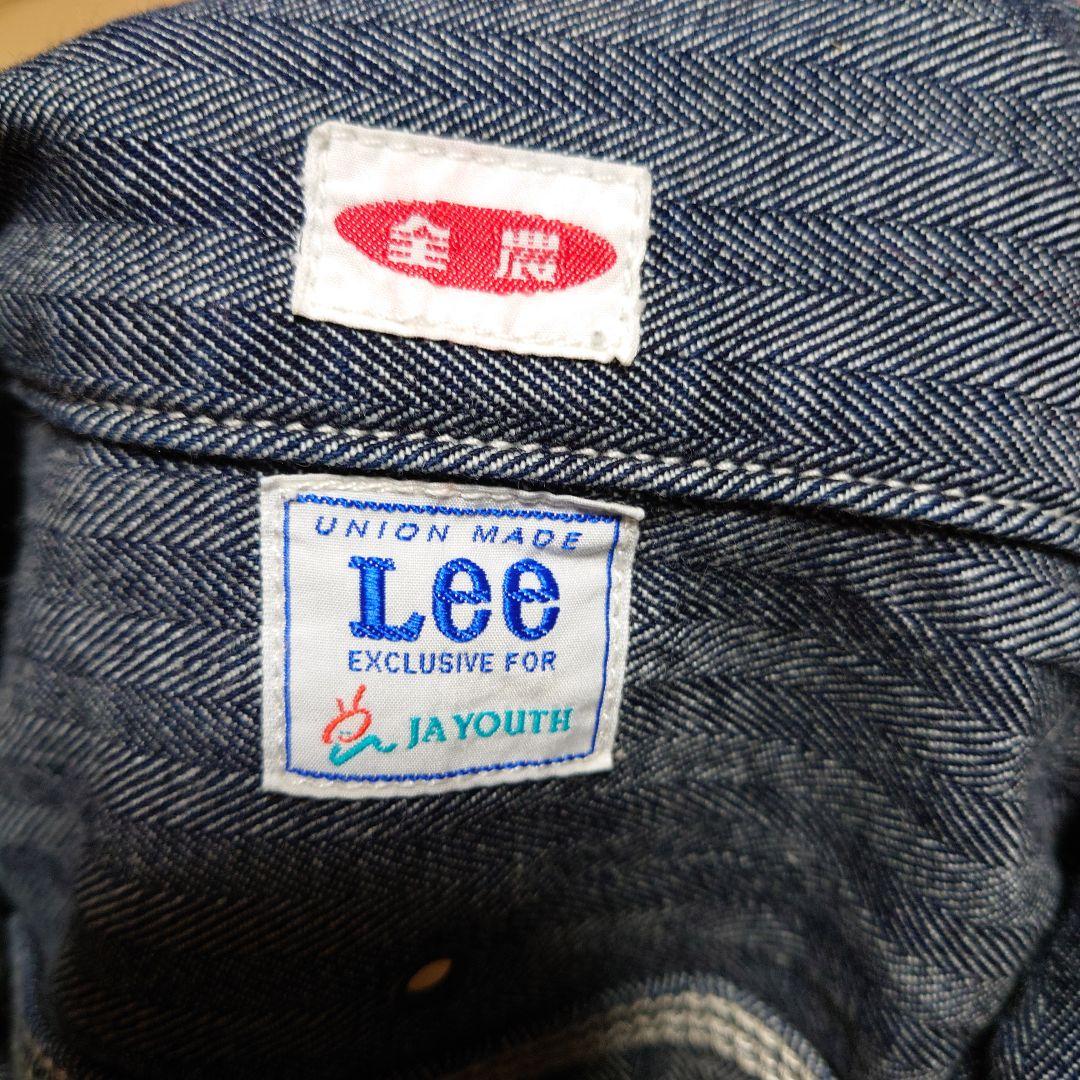 全農
UNION MADE
Lee
EXCLUSIVE FOR
JA YOUTH